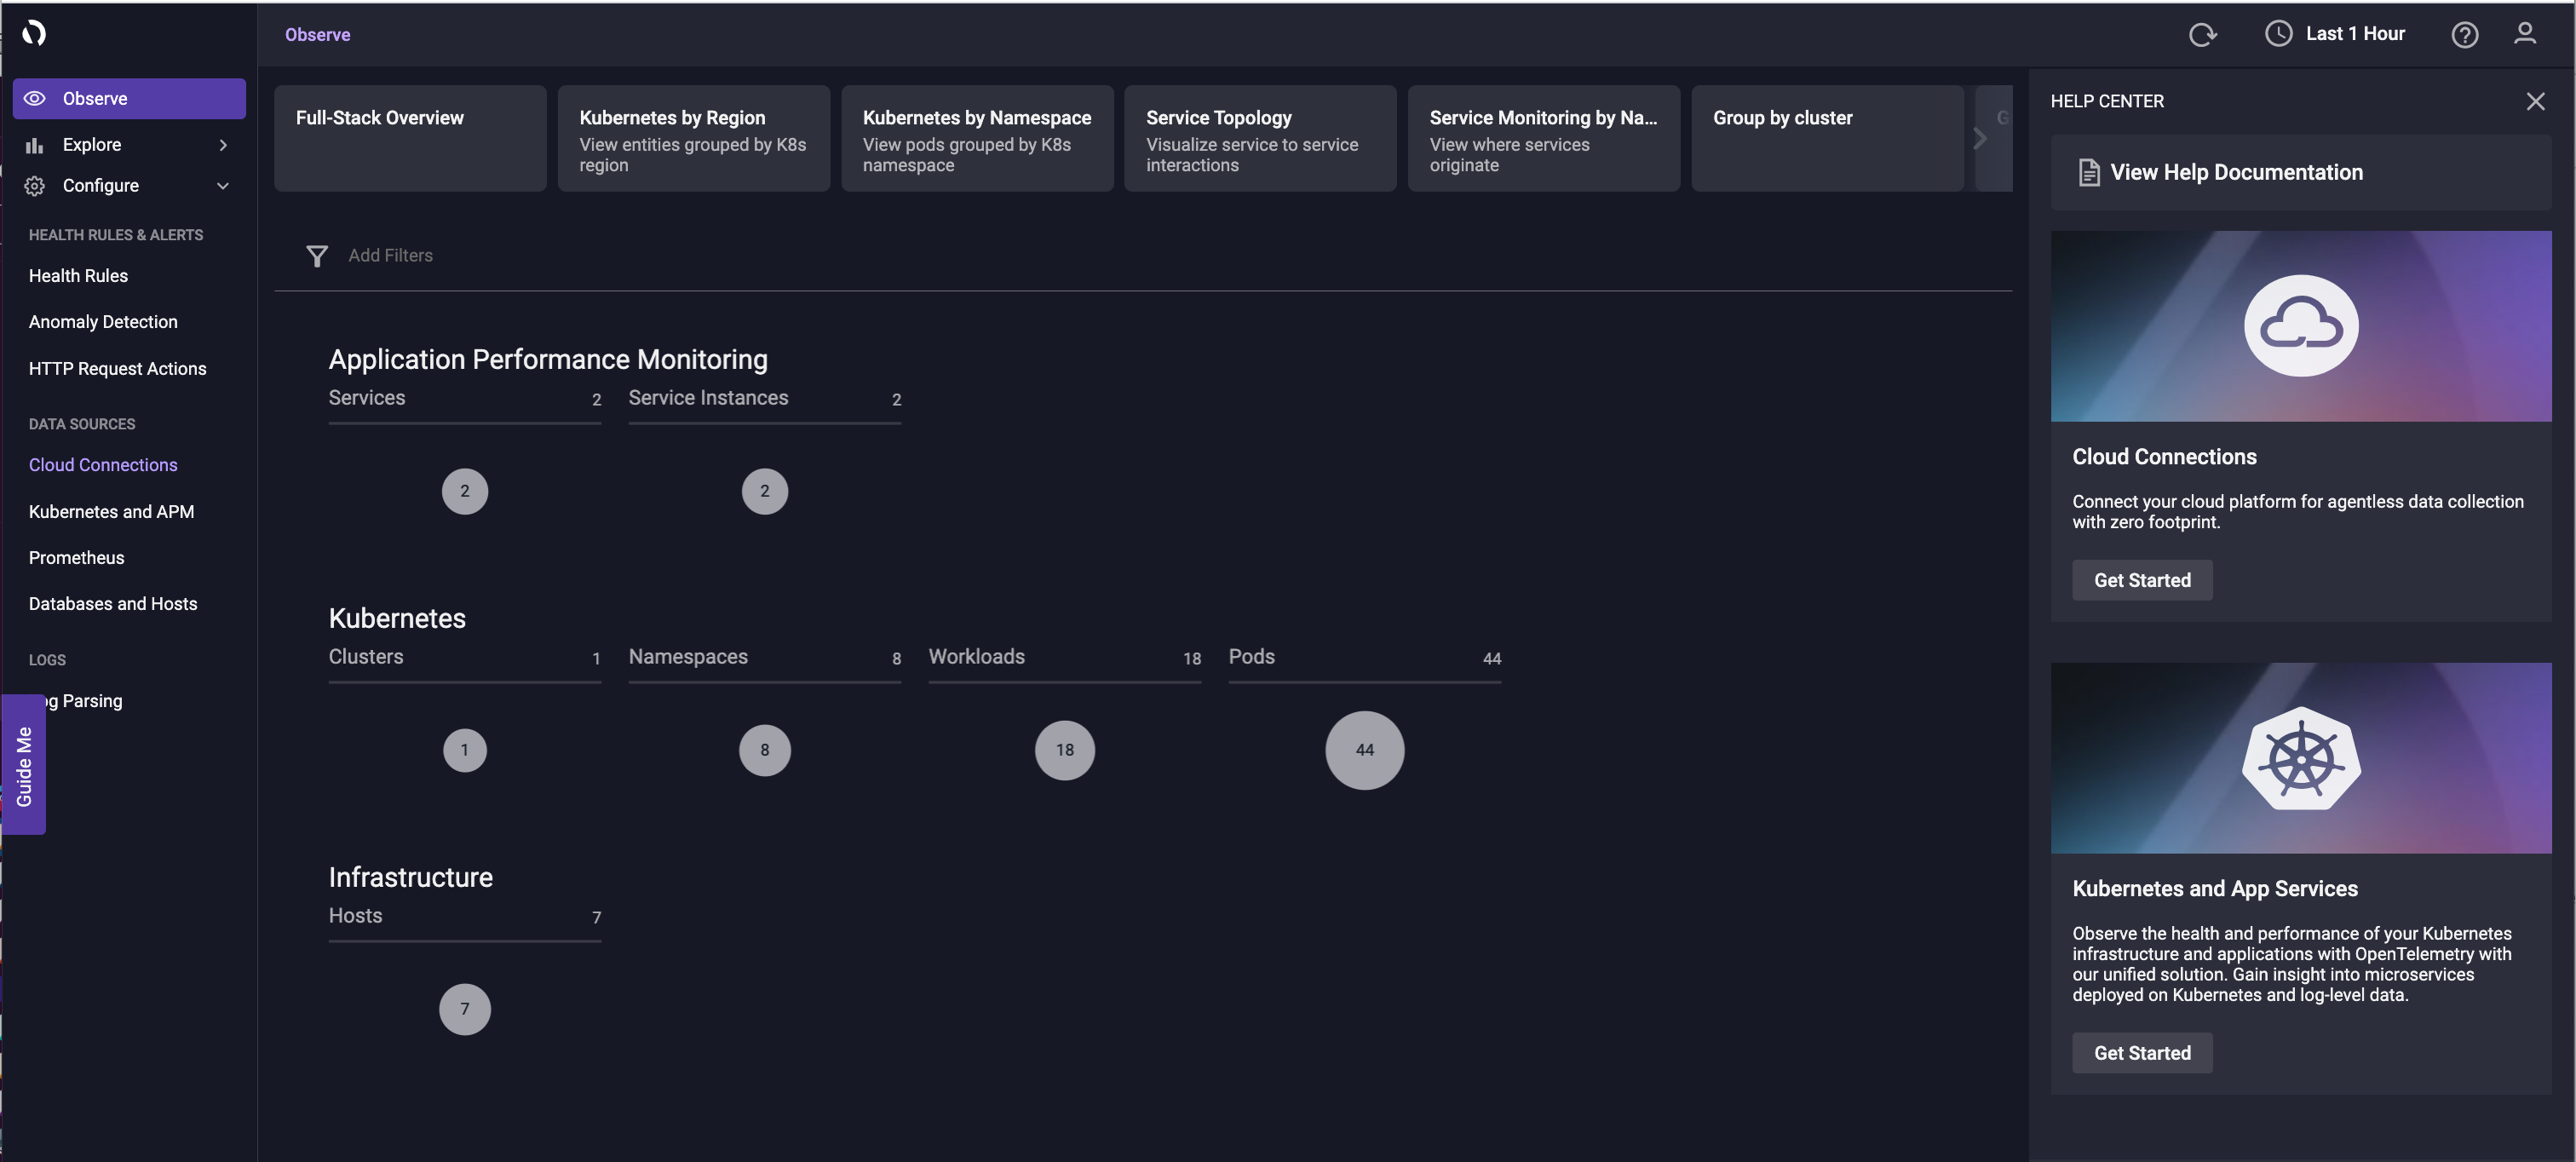 Observe
Last 1 Hour
Observe
Explore
Configure
HEALTH RULES & ALERTS
Health Rules
Anomaly Detection
HTTP Request Actions
DATA SOURCES
Cloud Connections
Kubernetes and APM
Prometheus
Databases and Hosts
LOGS
og Parsing
Guide Me
Full-Stack Overview
Kubernetes by Region
View entities grouped by K8s
region
Kubernetes by Namespace
View pods grouped by K8s
namespace
Service Topology
Visualize service to service
interactions
Service Monitoring by Na...
View where services
originate
Group by cluster
G
Add Filters
Application Performance Monitoring
Services 2
Service Instances 2
2
2
Kubernetes
Clusters 1
Namespaces 8
Workloads 18
Pods 44
1
8
18
44
Infrastructure
Hosts 7
7
HELP CENTER
View Help Documentation
Cloud Connections
Connect your cloud platform for agentless data collection
with zero footprint.
Get Started
Kubernetes and App Services
Observe the health and performance of your Kubernetes
infrastructure and applications with OpenTelemetry with
our unified solution. Gain insight into microservices
deployed on Kubernetes and log-level data.
Get Started